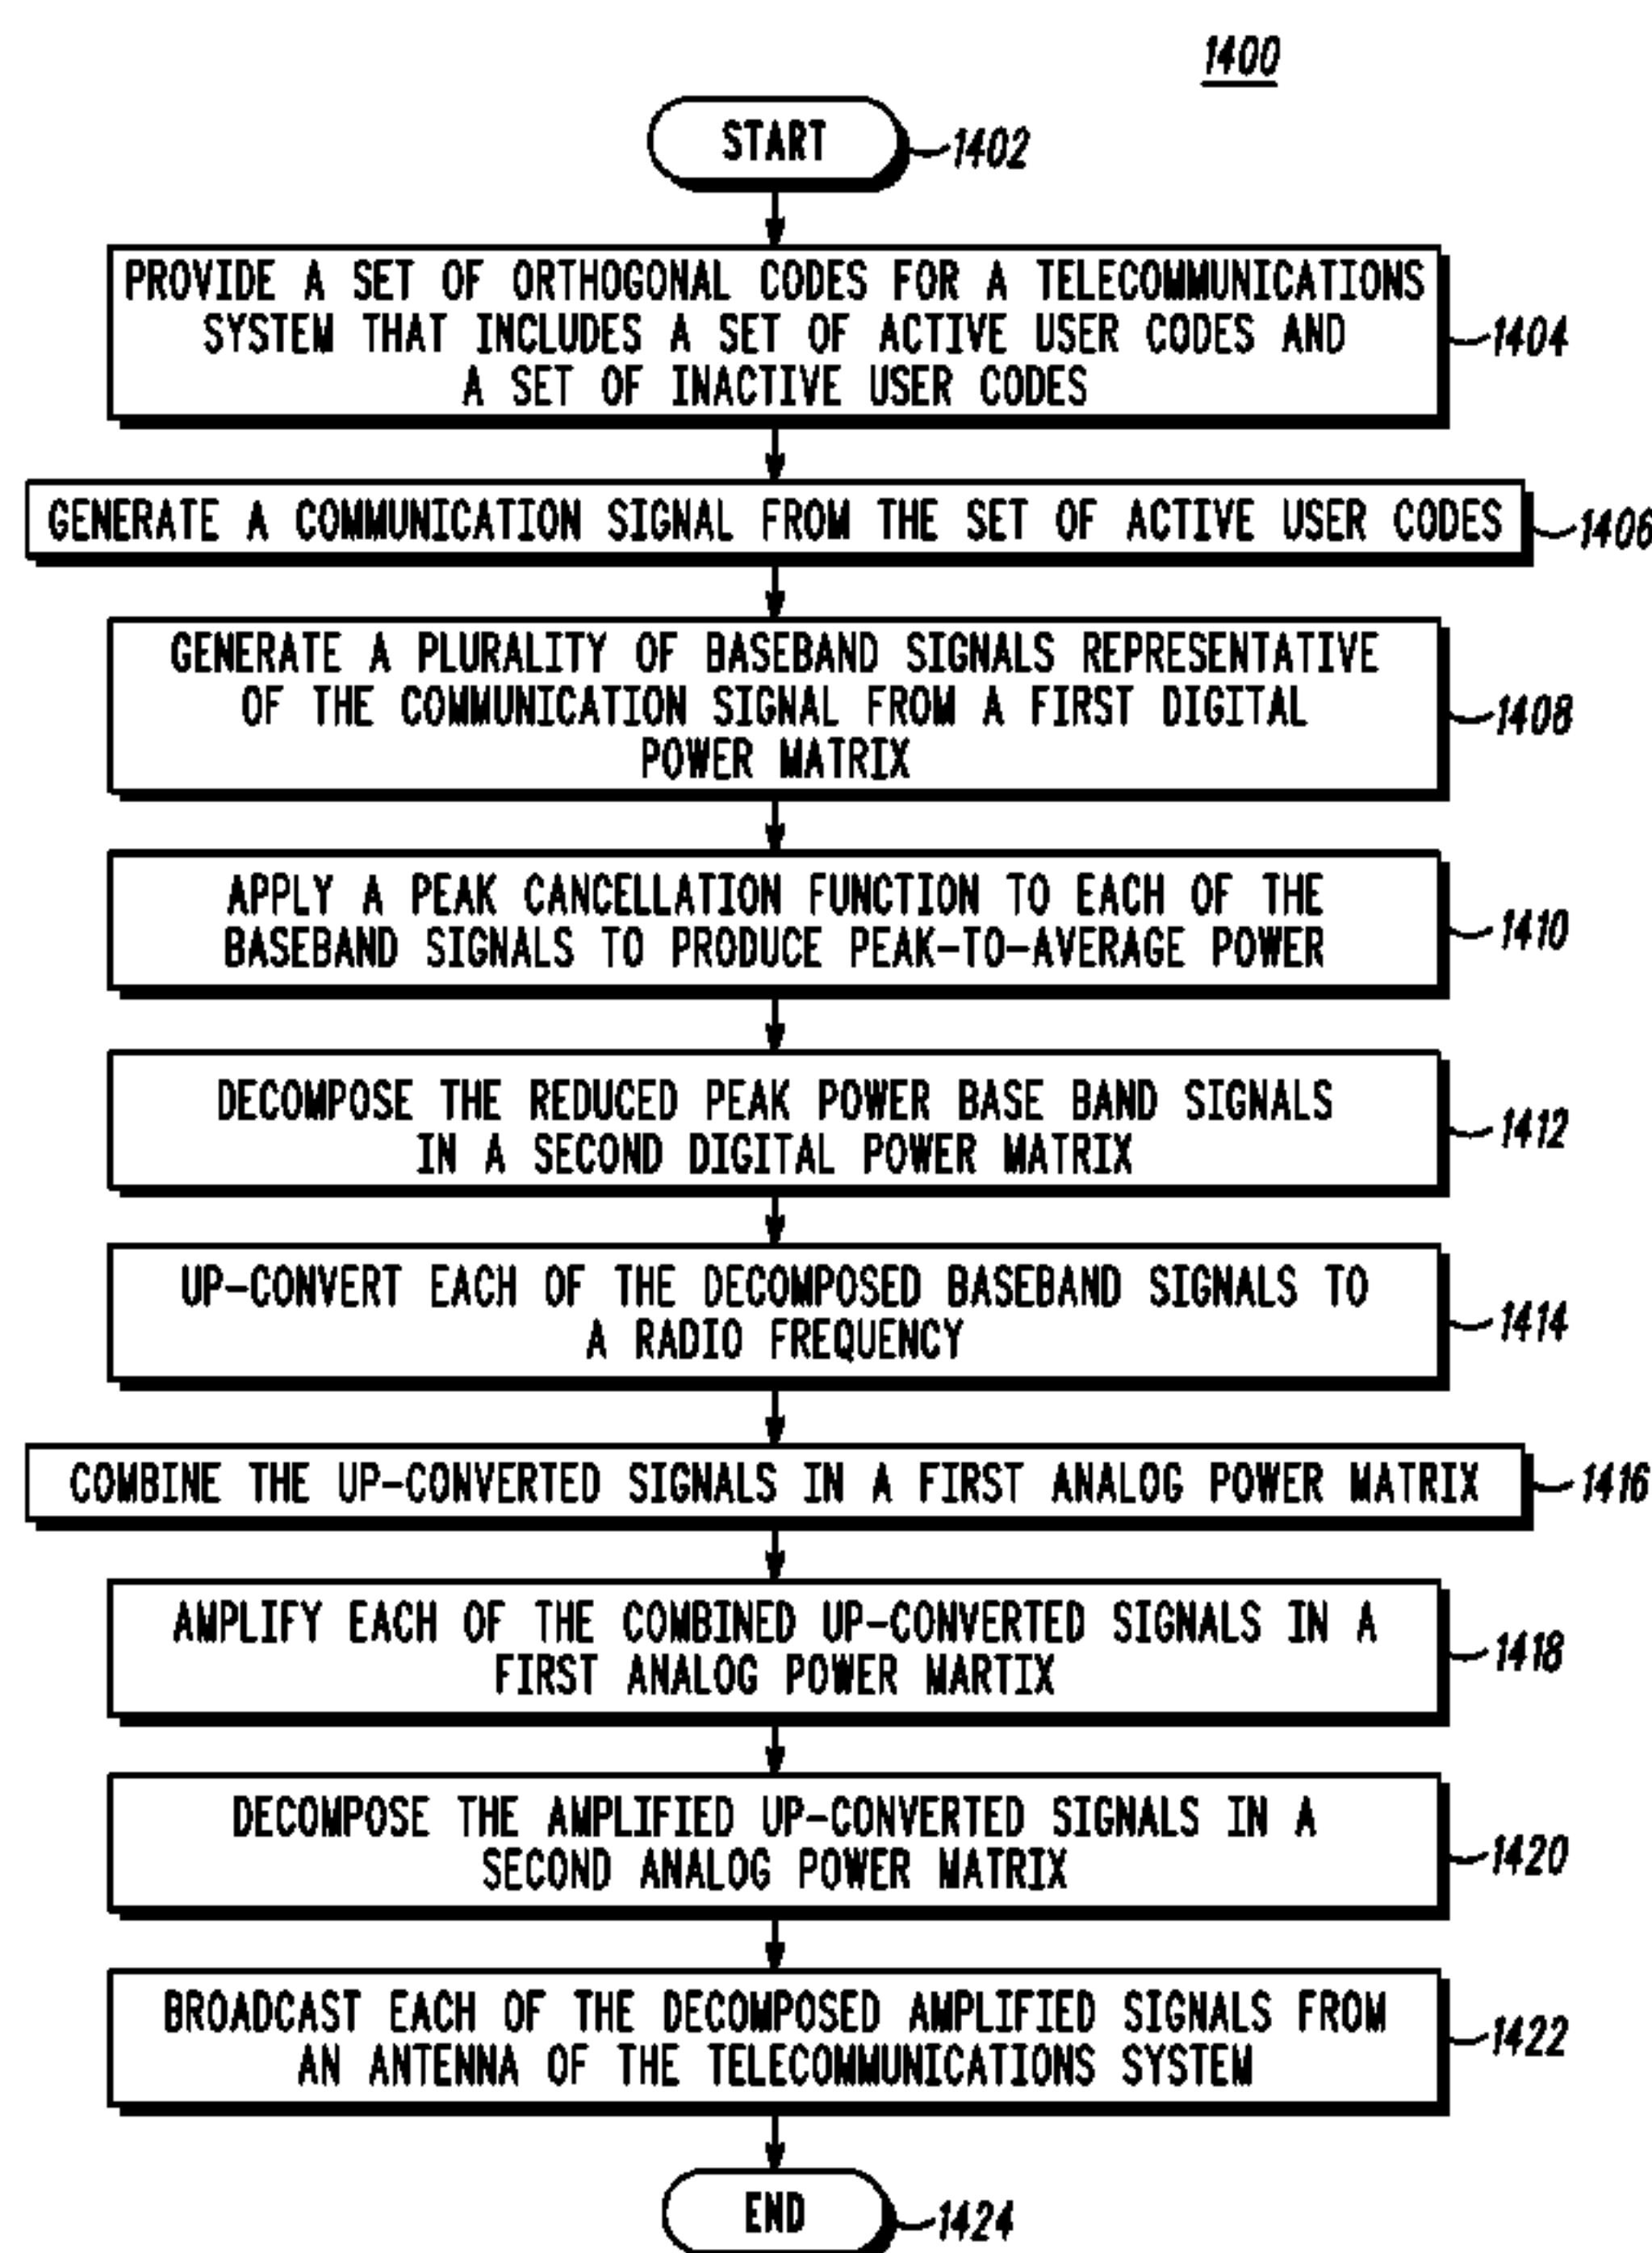 1400
START
1402
PROVIDE A SET OF ORTHOGONAL CODES FOR A TELECOMMUNICATIONS
SYSTEM THAT INCLUDES A SET OF ACTIVE USER CODES AND
A SET OF INACTIVE USER CODES
1404
GENERATE A COMMUNICATION SIGNAL FROM THE SET OF ACTIVE USER CODES
1406
GENERATE A PLURALITY OF BASEBAND SIGNALS REPRESENTATIVE
OF THE COMMUNICATION SIGNAL FROM A FIRST DIGITAL
POWER MATRIX
1408
APPLY A PEAK CANCELLATION FUNCTION TO EACH OF THE
BASEBAND SIGNALS TO PRODUCE PEAK-TO-AVERAGE POWER
1410
DECOMPOSE THE REDUCED PEAK POWER BASE BAND SIGNALS
IN A SECOND DIGITAL POWER MATRIX
1412
UP-CONVERT EACH OF THE DECOMPOSED BASEBAND SIGNALS TO
A RADIO FREQUENCY
1414
COMBINE THE UP-CONVERTED SIGNALS IN A FIRST ANALOG POWER MATRIX
1416
AMPLIFY EACH OF THE COMBINED UP-CONVERTED SIGNALS IN A
FIRST ANALOG POWER MARTIX
1418
DECOMPOSE THE AMPLIFIED UP-CONVERTED SIGNALS IN A
SECOND ANALOG POWER MATRIX
1420
BROADCAST EACH OF THE DECOMPOSED AMPLIFIED SIGNALS FROM
AN ANTENNA OF THE TELECOMMUNICATIONS SYSTEM
1422
END
1424